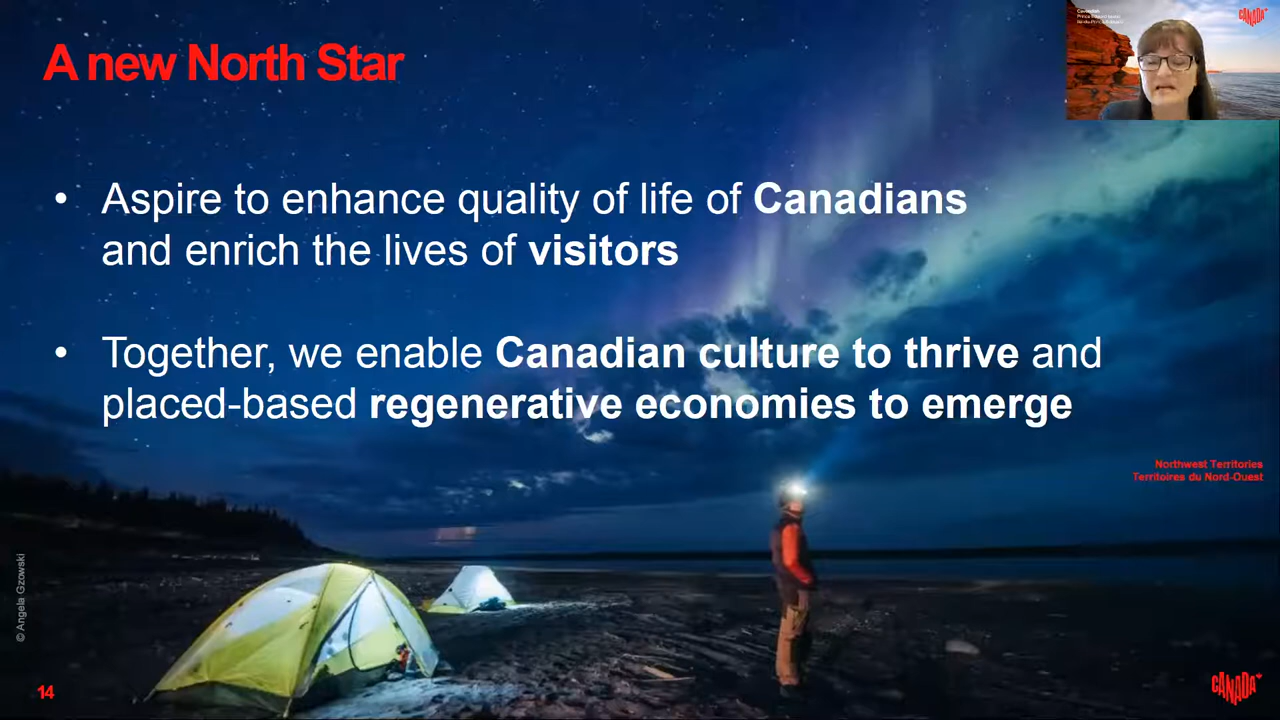 A new North Star
• Aspire to enhance quality of life of Canadians
and enrich the lives of visitors
• Together, we enable Canadian culture to thrive and
placed-based regenerative economies to emerge
Northwest Territories
Territoires du Nord-Ouest
© Angela Gzowski
14
CANADA
CANADA